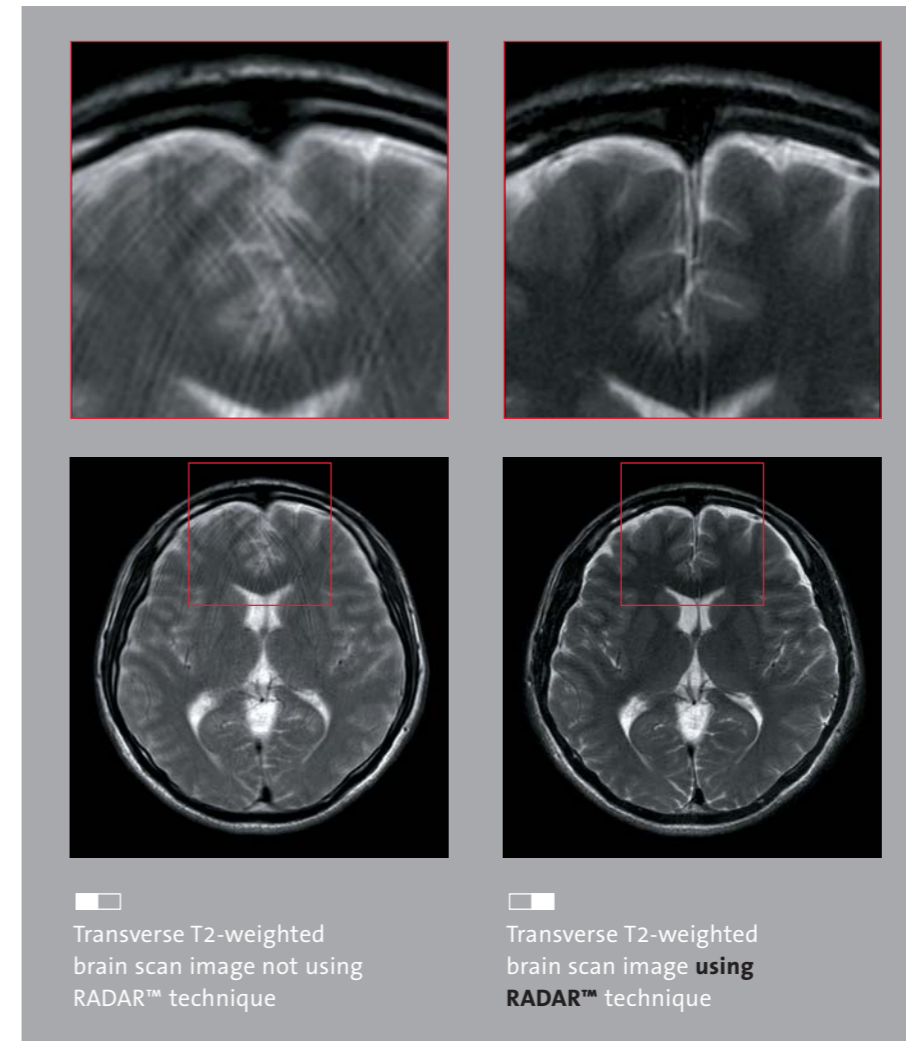 Transverse T2-weighted
brain scan image not using
RADAR™ technique
Transverse T2-weighted
brain scan image using
RADAR™ technique